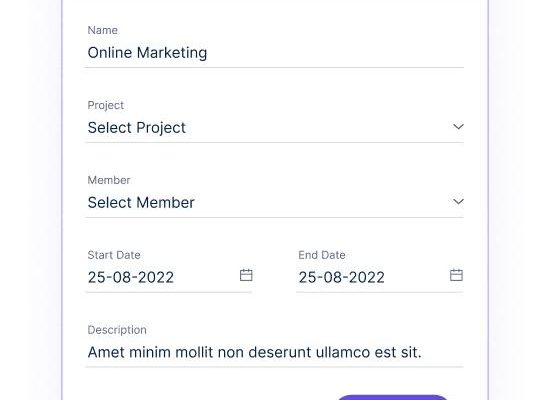 Name
Online Marketing
Project
Select Project
Member
Select Member
Start Date
End Date
25-08-2022
25-08-2022
Description
Amet minim mollit non deserunt ullamco est sit.